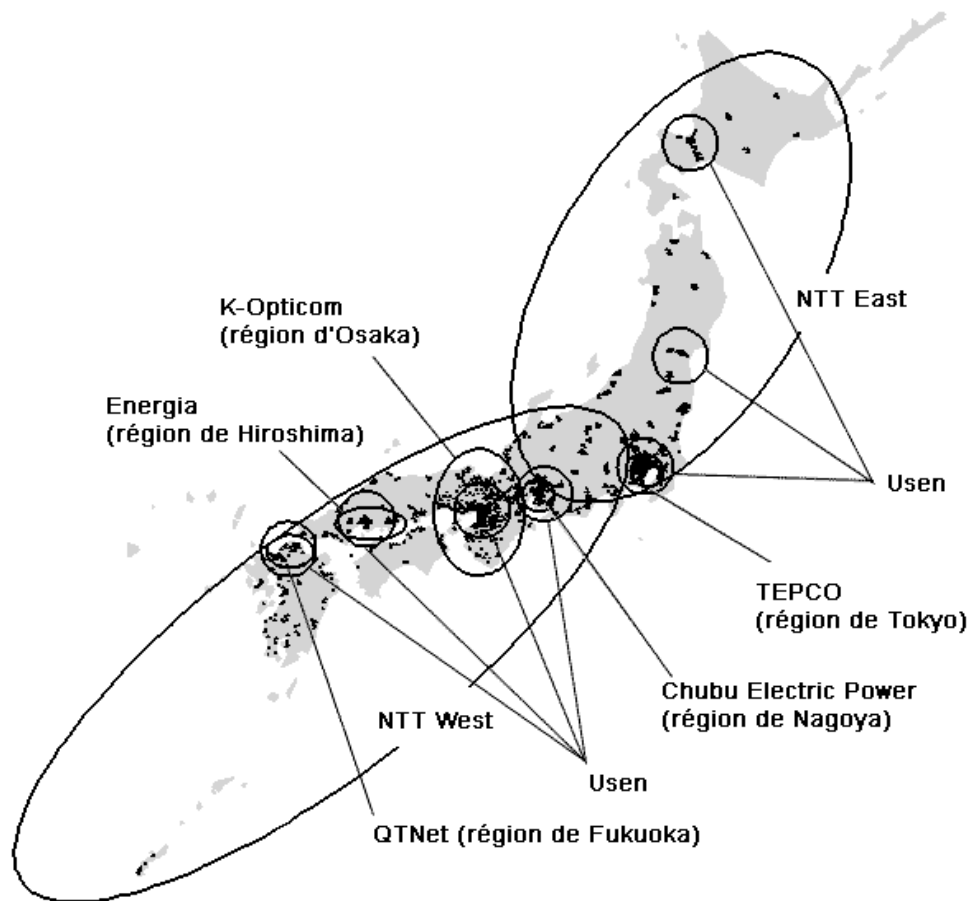 NTT East
K-Opticom
(région d'Osaka)
Energia
(région de Hiroshima)
Usen
TEPCO
(région de Tokyo)
Chubu Electric Power
(région de Nagoya)
NTT West
Usen
QTNet (région de Fukuoka)